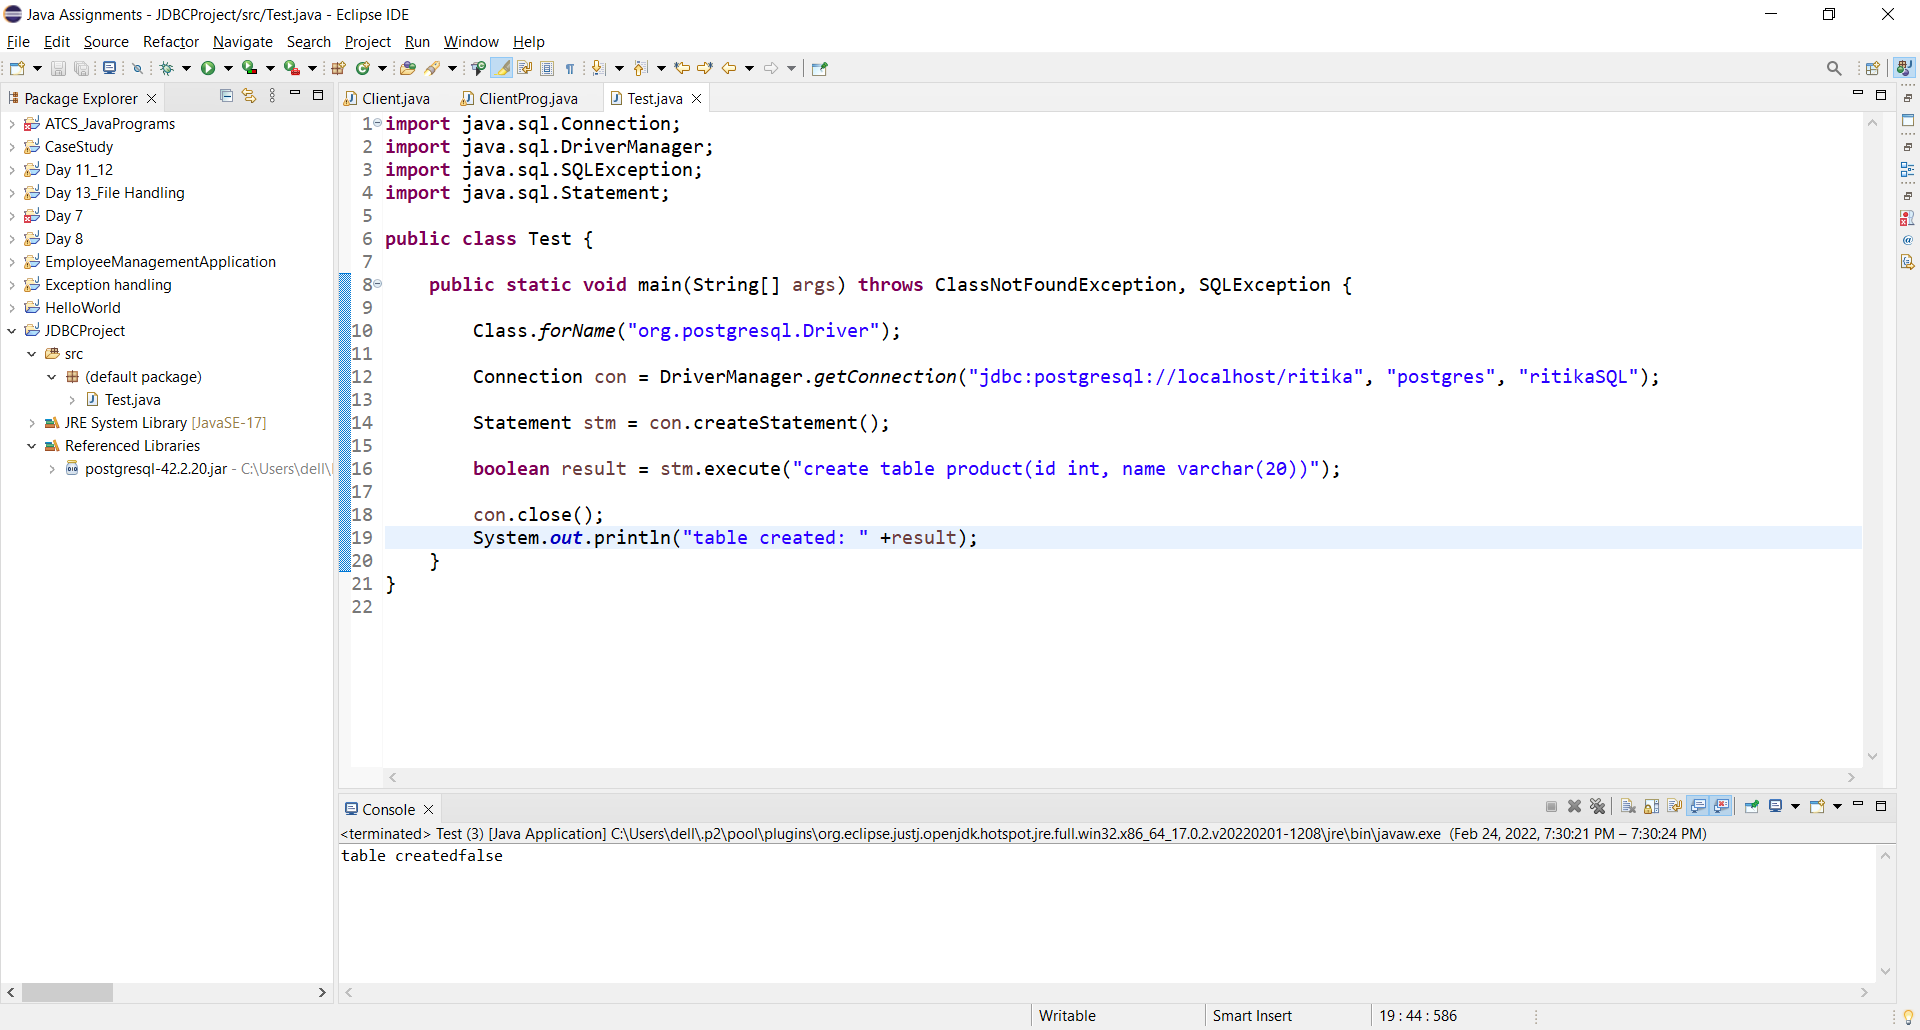 Java Assignments - JDBCProject/src/Test.java - Eclipse IDE
File Edit Source Refactor Navigate Search Project Run Window Help
Package Explorer
ATCS_JavaPrograms
CaseStudy
Day 11_12
Day 13_File Handling
Day 7
Day 8
EmployeeManagementApplication
Exception handling
HelloWorld
JDBCProject
src
(default package)
Test.java
JRE System Library [JavaSE-17]
Referenced Libraries
postgresql-42.2.20.jar - C:\Users\dell\
Client.java ClientProg.java Test.java
1 import java.sql.Connection;
2 import java.sql.DriverManager;
3 import java.sql.SQLException;
4 import java.sql.Statement;
5
6 public class Test {
7
8 public static void main(String[] args) throws ClassNotFoundException, SQLException {
9
10 Class.forName("org.postgresql.Driver");
11
12 Connection con = DriverManager.getConnection("jdbc:postgresql://localhost/ritika", "postgres", "ritikaSQL");
13
14 Statement stm = con.createStatement();
15
16 boolean result = stm.execute("create table product(id int, name varchar(20))");
17
18 con.close();
19 System.out.println("table created: " +result);
20 }
21 }
22
Console
<terminated> Test (3) [Java Application] C:\Users\dell\.p2\pool\plugins\org.eclipse.justj.openjdk.hotspot.jre.full.win32.x86_64_17.0.2.v20220201-1208\jre\bin\javaw.exe (Feb 24, 2022, 7:30:21 PM – 7:30:24 PM)
table createdfalse
Writable Smart Insert 19 : 44 : 586